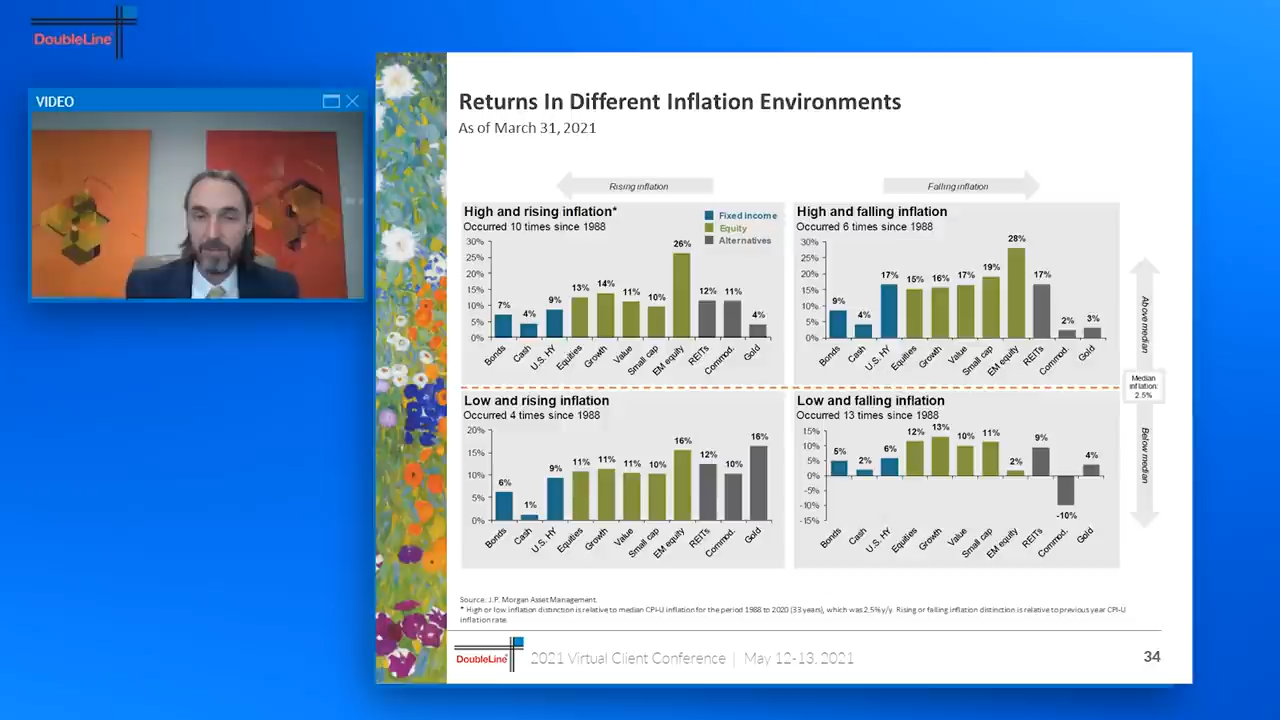 DoubleLine
VIDEO
Returns In Different Inflation Environments
As of March 31, 2021
Rising inflation
Falling inflation
High and rising inflation*
Occurred 10 times since 1988
Fixed income
Equity
Alternatives
30%
25%
20%
15%
10%
5%
0%
7%
4%
9%
13%
14%
11%
10%
26%
12%
11%
4%
Bonds
Cash
U.S. HY
Equities
Growth
Value
Small cap
EM equity
REITs
Commod.
Gold
High and falling inflation
Occurred 6 times since 1988
30%
25%
20%
15%
10%
5%
0%
9%
4%
17%
15%
16%
17%
19%
28%
17%
2%
3%
Bonds
Cash
U.S. HY
Equities
Growth
Value
Small cap
EM equity
REITs
Commod.
Gold
Above median
Median
inflation:
2.5%
Below median
Low and rising inflation
Occurred 4 times since 1988
20%
15%
10%
5%
0%
6%
1%
9%
11%
11%
11%
10%
16%
12%
10%
16%
Bonds
Cash
U.S. HY
Equities
Growth
Value
Small cap
EM equity
REITs
Commod.
Gold
Low and falling inflation
Occurred 13 times since 1988
15%
10%
5%
0%
-5%
-10%
-15%
5%
2%
6%
12%
13%
10%
11%
2%
9%
-10%
4%
Bonds
Cash
U.S. HY
Equities
Growth
Value
Small cap
EM equity
REITs
Commod.
Gold
Source: J.P. Morgan Asset Management.
* High or low inflation distinction is relative to median CPI-U inflation for the period 1988 to 2020 (33 years), which was 2.5% y/y. Rising or falling inflation distinction is relative to previous year CPI-U
inflation rate.
DoubleLine
2021 Virtual Client Conference | May 12-13, 2021
34